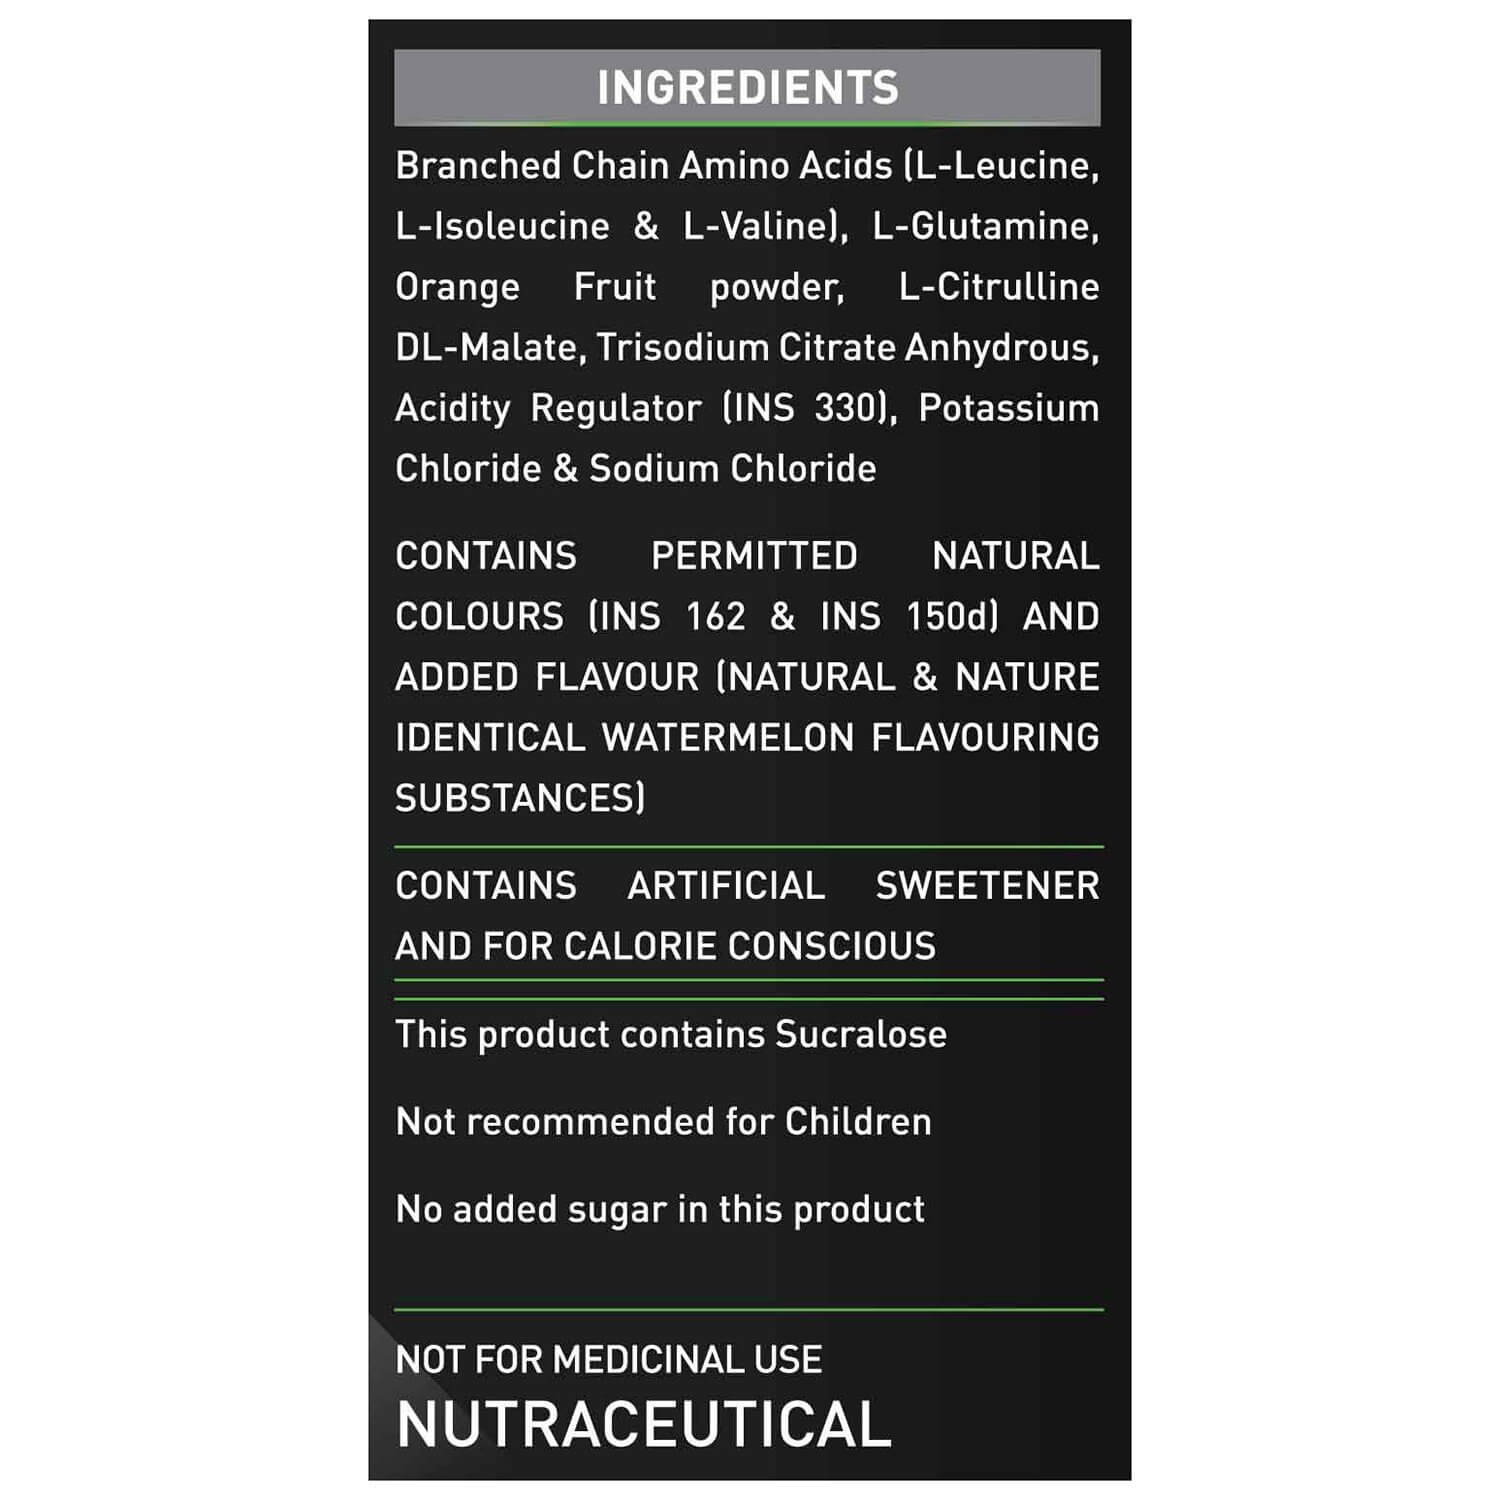 INGREDIENTS
Branched Chain Amino Acids (L-Leucine,
L-Isoleucine & L-Valine), L-Glutamine,
Orange Fruit powder, L-Citrulline
DL-Malate, Trisodium Citrate Anhydrous,
Acidity Regulator (INS 330), Potassium
Chloride & Sodium Chloride
CONTAINS PERMITTED NATURAL
COLOURS (INS 162 & INS 150d) AND
ADDED FLAVOUR (NATURAL & NATURE
IDENTICAL WATERMELON FLAVOURING
SUBSTANCES)
CONTAINS ARTIFICIAL SWEETENER
AND FOR CALORIE CONSCIOUS
This product contains Sucralose
Not recommended for Children
No added sugar in this product
NOT FOR MEDICINAL USE
NUTRACEUTICAL